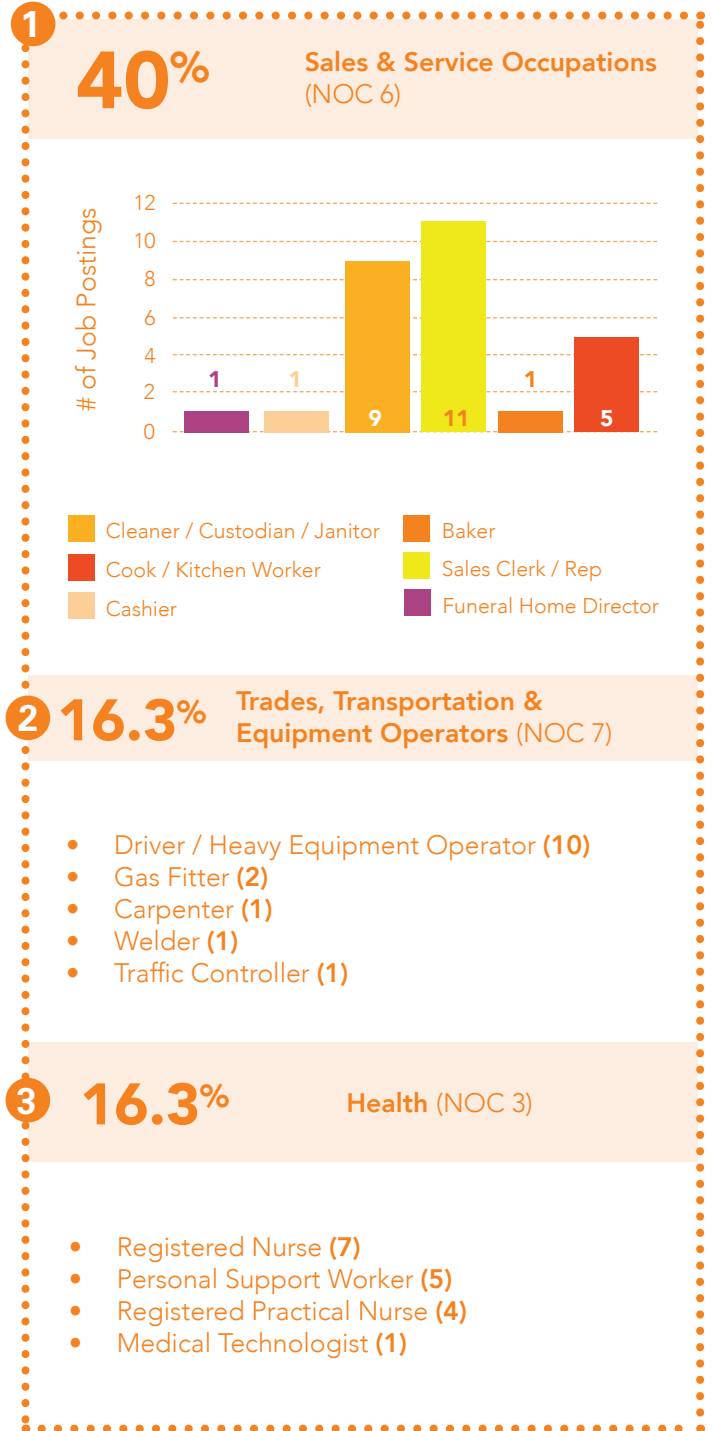 1
40%
Sales & Service Occupations
(NOC 6)
# of Job Postings
12
10
8
6
4
2
0
1
1
9
11
1
5
Cleaner / Custodian / Janitor
Baker
Cook / Kitchen Worker
Sales Clerk / Rep
Cashier
Funeral Home Director
2
16.3%
Trades, Transportation &
Equipment Operators (NOC 7)
• Driver / Heavy Equipment Operator (10)
• Gas Fitter (2)
• Carpenter (1)
• Welder (1)
• Traffic Controller (1)
3
16.3%
Health (NOC 3)
• Registered Nurse (7)
• Personal Support Worker (5)
• Registered Practical Nurse (4)
• Medical Technologist (1)